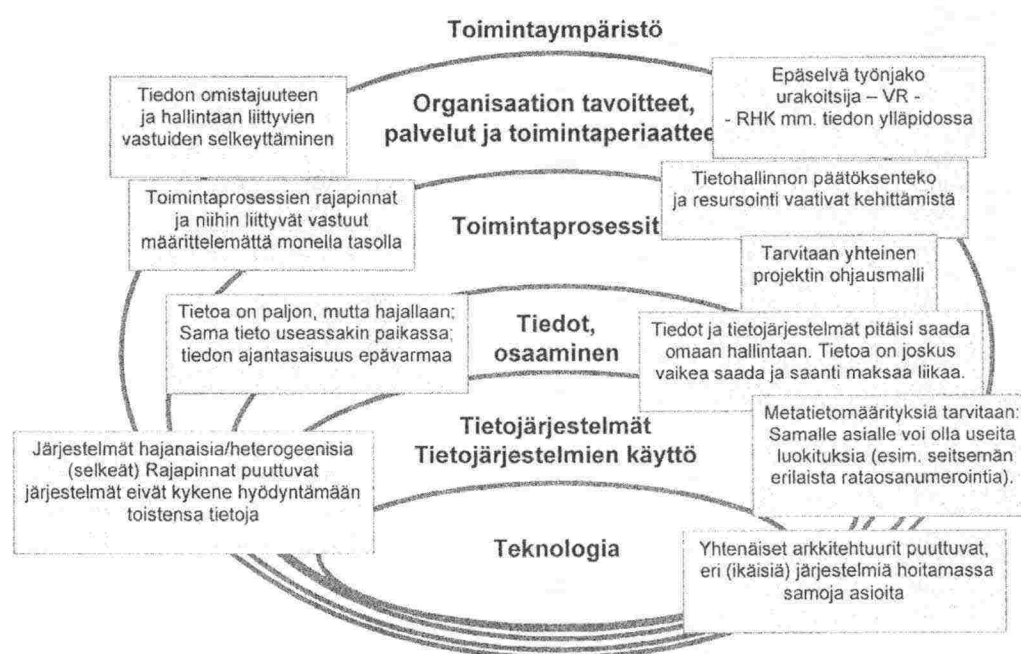 Toimintaympäristö
Tiedon omistajuuteen
ja hallintaan liittyvien
vastuiden selkeyttäminen
Organisaation tavoitteet,
palvelut ja toimintaperiaattee
Epäselvä työnjako
urakoitsija – VR -
- RHK mm. tiedon ylläpidossa
Toimintaprosessien rajapinnat
ja niihin liittyvät vastuut
määrittelemättä monella tasolla
Toimintaprosessit
Tietohallinnon päätöksenteko
ja resursointi vaativat kehittämistä
Tarvitaan yhteinen
projektin ohjausmalli
Tietoa on paljon, mutta hajallaan;
Sama tieto useassakin paikassa;
tiedon ajantasaisuus epävarmaa
Tiedot,
osaaminen
Tiedot ja tietojärjestelmät pitäisi saada
omaan hallintaan. Tietoa on joskus
vaikea saada ja saanti maksaa liikaa.
Tietojärjestelmät
Tietojärjestelmien käyttö
Metatietomäärityksiä tarvitaan:
Samalle asialle voi olla useita
luokituksia (esim. seitsemän
erilaista rataosanumerointia).
Järjestelmät hajanaisia/heterogeenisia
(selkeät) Rajapinnat puuttuvat
järjestelmät eivät kykene hyödyntämään
toistensa tietoja
Teknologia
Yhtenäiset arkkitehtuurit puuttuvat,
eri (ikäisiä) järjestelmiä hoitamassa
samoja asioita